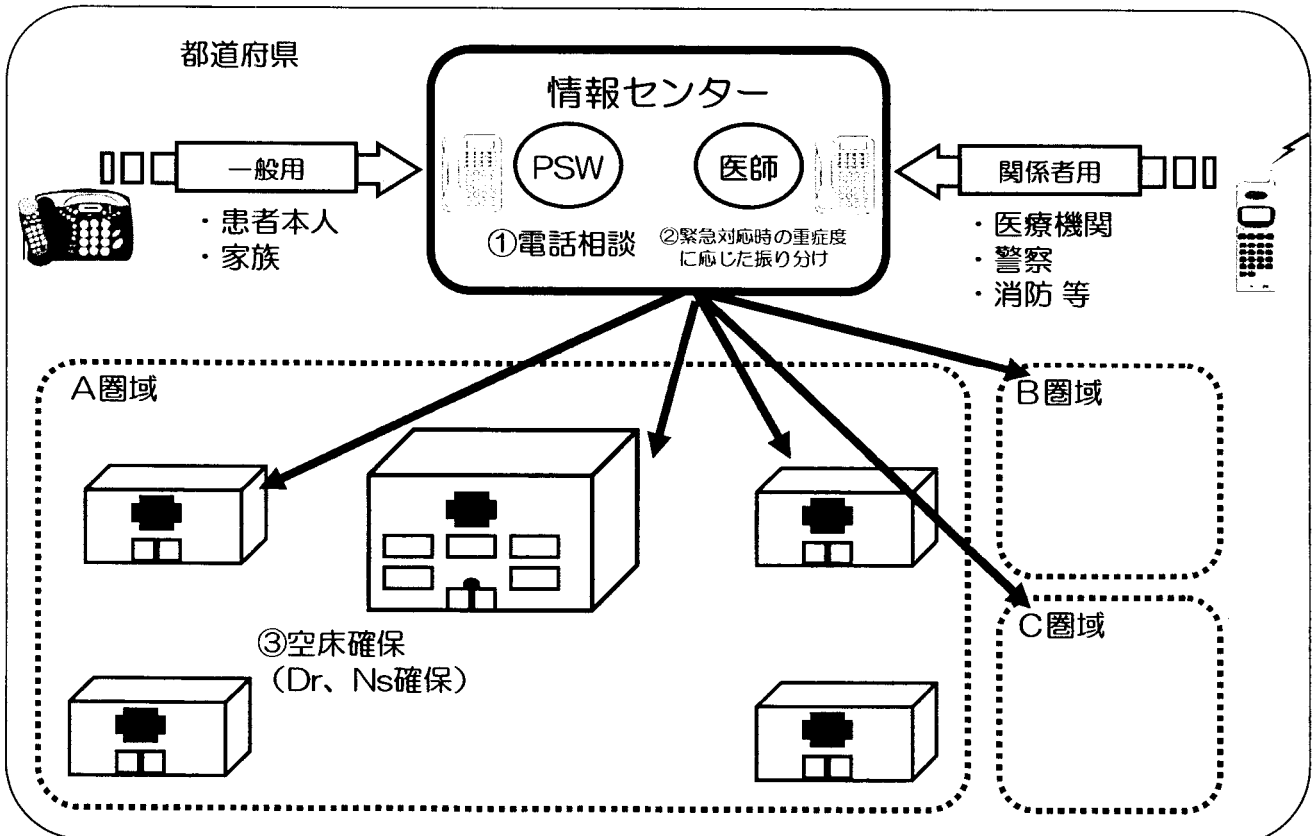 都道府県
情報センター
一般用
PSW
医師
関係者用
・患者本人
・家族
①電話相談
②緊急対応時の重症度
に応じた振り分け
・医療機関
・警察
・消防 等
A圏域
B圏域
C圏域
③空床確保
（Dr、Ns確保）